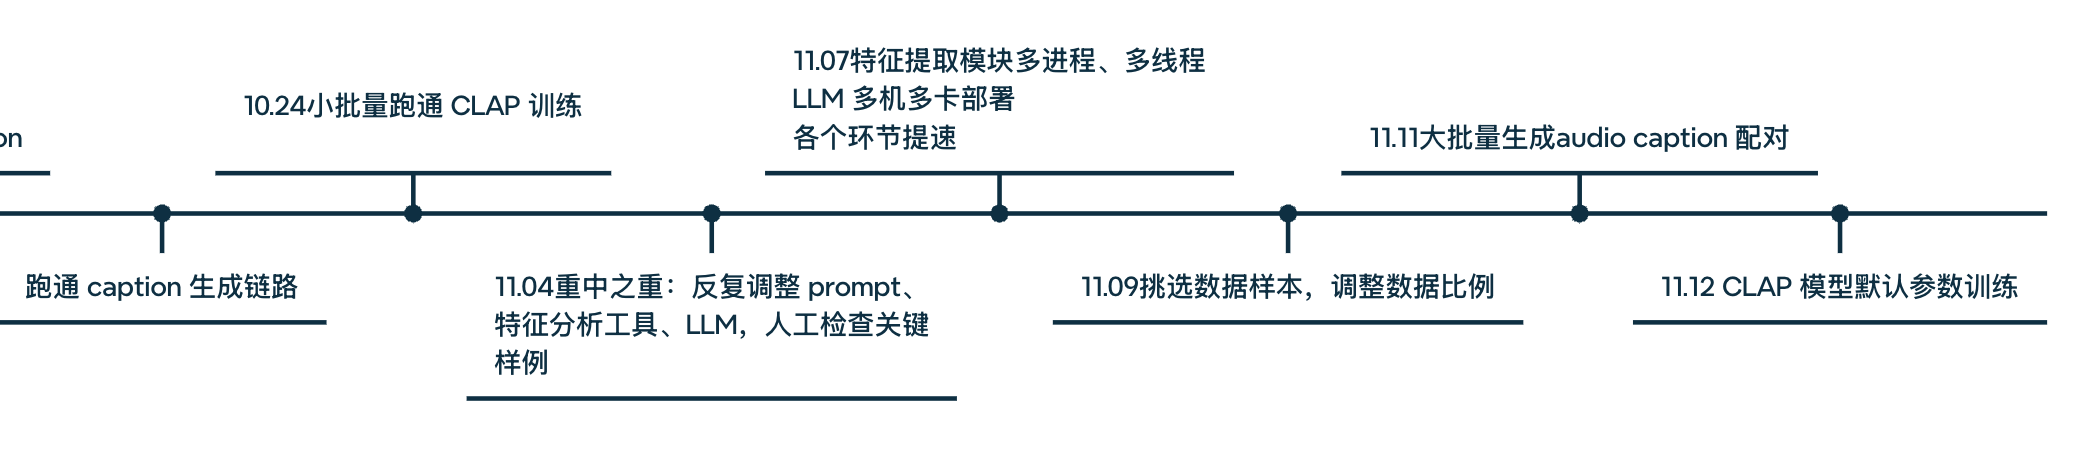 on
跑通 caption 生成链路
10.24小批量跑通 CLAP 训练
11.04重中之重：反复调整 prompt、
特征分析工具、LLM，人工检查关键
样例
11.07特征提取模块多进程、多线程
LLM 多机多卡部署
各个环节提速
11.09挑选数据样本，调整数据比例
11.11大批量生成audio caption 配对
11.12 CLAP 模型默认参数训练